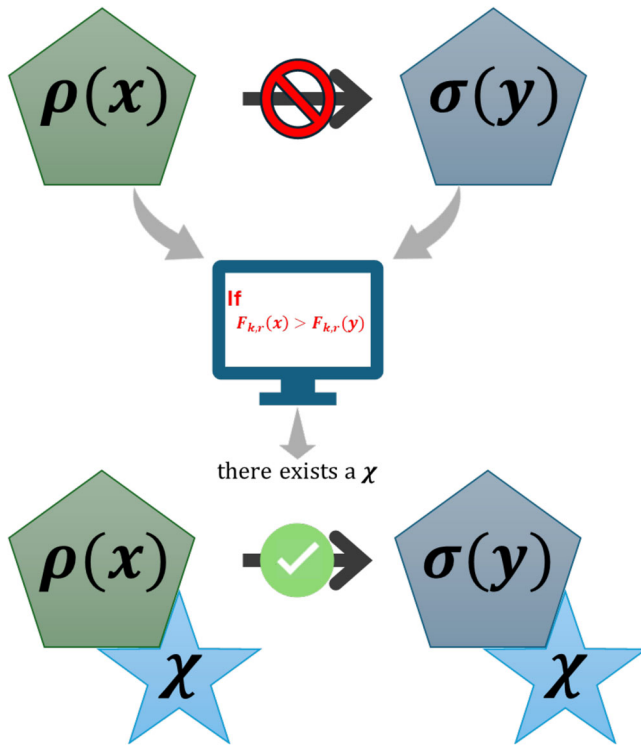 ρ(x) σ(y)
If
F_{k,r}(x) > F_{k,r}(y)
there exists a χ
ρ(x) σ(y)
χ χ